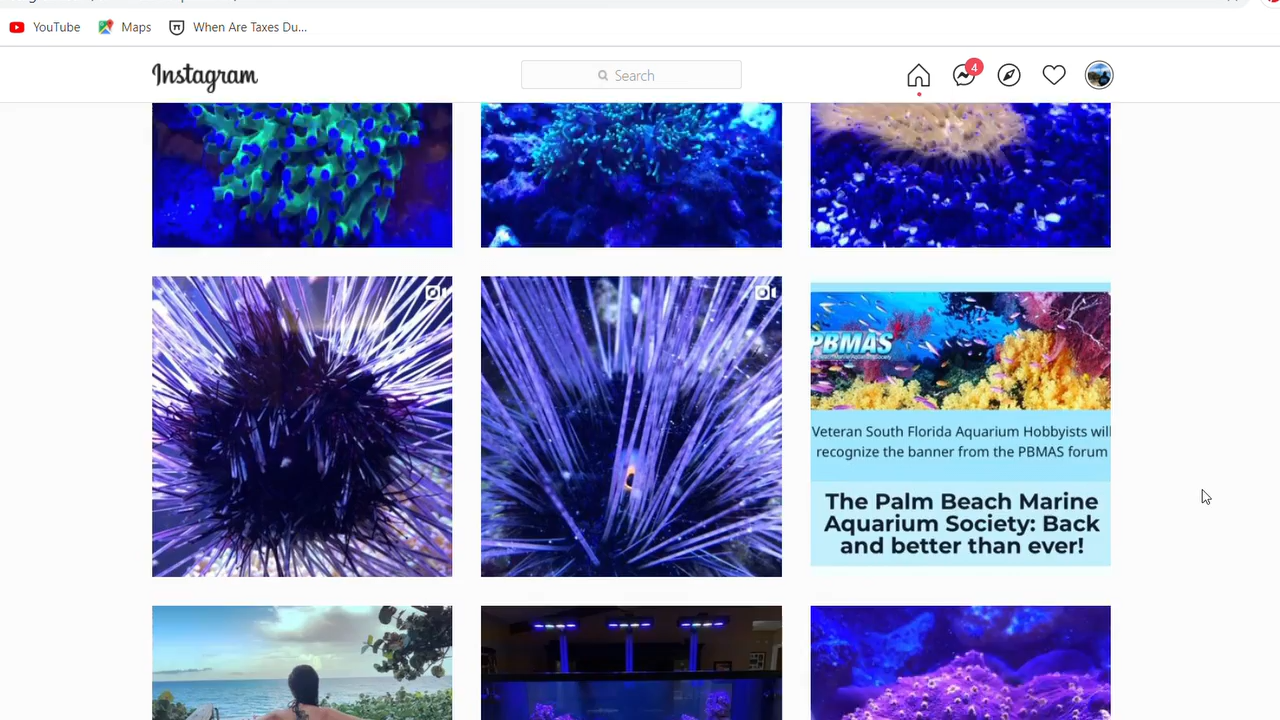 YouTube
Maps
When Are Taxes Du...
Instagram
Search
4
PBMAS
Veteran South Florida Aquarium Hobbyists will
recognize the banner from the PBMAS forum
The Palm Beach Marine
Aquarium Society: Back
and better than ever!